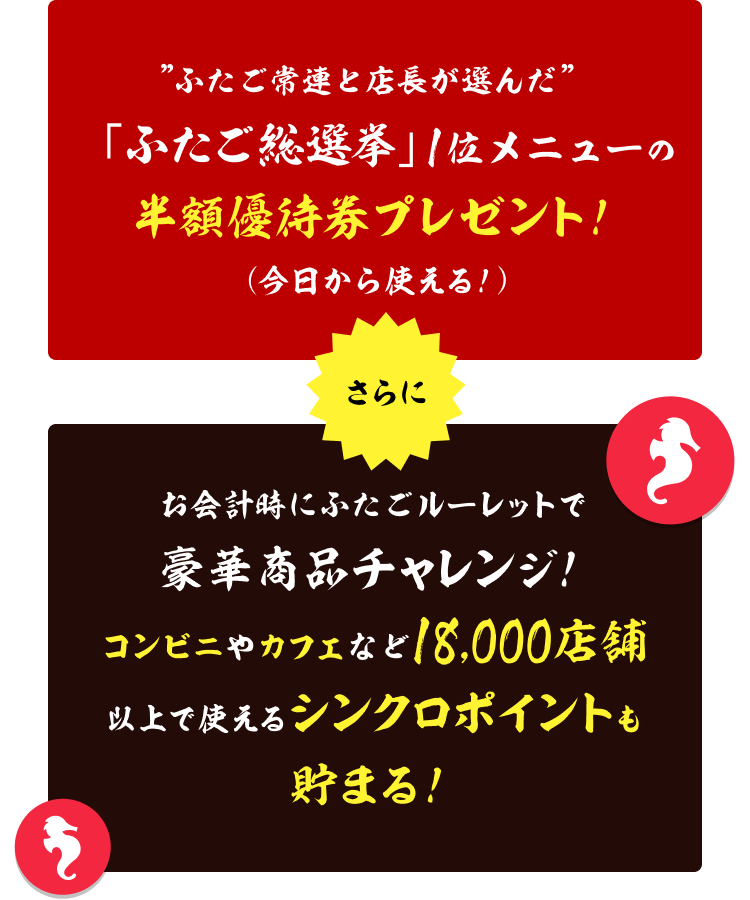 ”ふたご常連と店長が選んだ”
「ふたご総選挙」1位メニューの
半額優待券プレゼント!
(今日から使える!)
さらに
お会計時にふたごルーレットで
豪華商品チャレンジ!
コンビニやカフェなど18,000店舗
以上で使えるシンクロポイントも
貯まる!